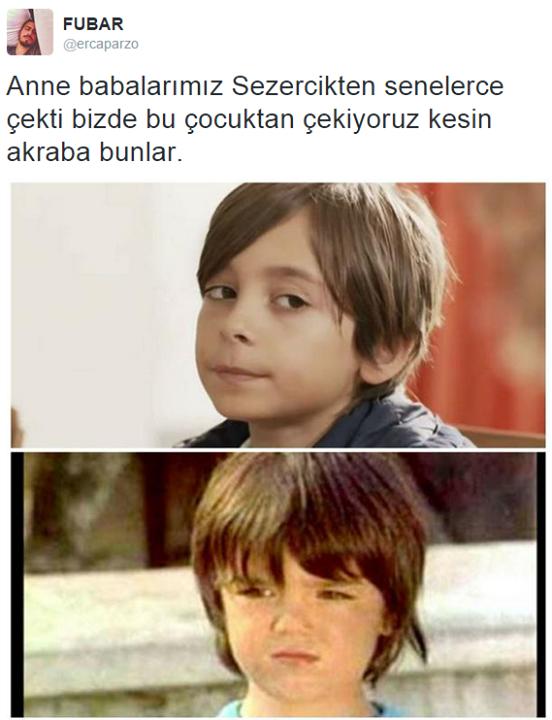 FUBAR
@ercaparzo
Anne babalarımız Sezercikten senelerce
çekti bizde bu çocuktan çekiyoruz kesin
akraba bunlar.